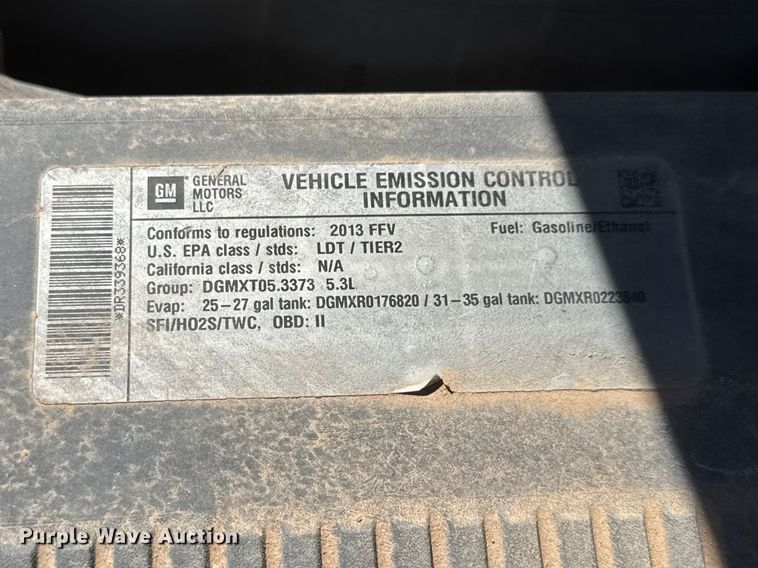 GM GENERAL MOTORS LLC
VEHICLE EMISSION CONTROL
INFORMATION
Conforms to regulations: 2013 FFV Fuel: Gasoline/Ethanol
U.S. EPA class / stds: LDT / TIER2
California class / stds: N/A
Group: DGMXT05.3373 5.3L
Evap: 25-27 gal tank: DGMXR0176820 / 31-35 gal tank: DGMXR0223840
SFI/HO2S/TWC, OBD: II
*DR339368*
Purple Wave Auction